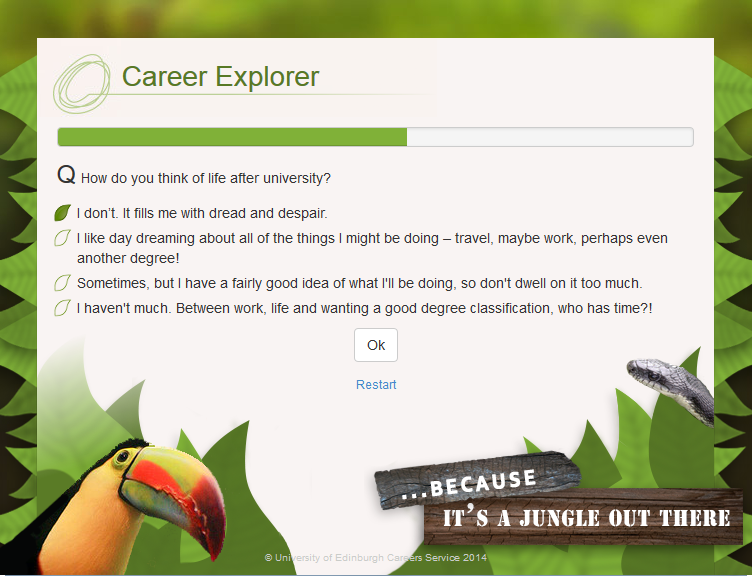 Career Explorer
Q How do you think of life after university?
I don't. It fills me with dread and despair.
I like day dreaming about all of the things I might be doing – travel, maybe work, perhaps even
another degree!
Sometimes, but I have a fairly good idea of what I'll be doing, so don't dwell on it too much.
I haven't much. Between work, life and wanting a good degree classification, who has time?!
Ok
Restart
...BECAUSE
IT'S A JUNGLE OUT THERE
© University of Edinburgh Careers Service 2014